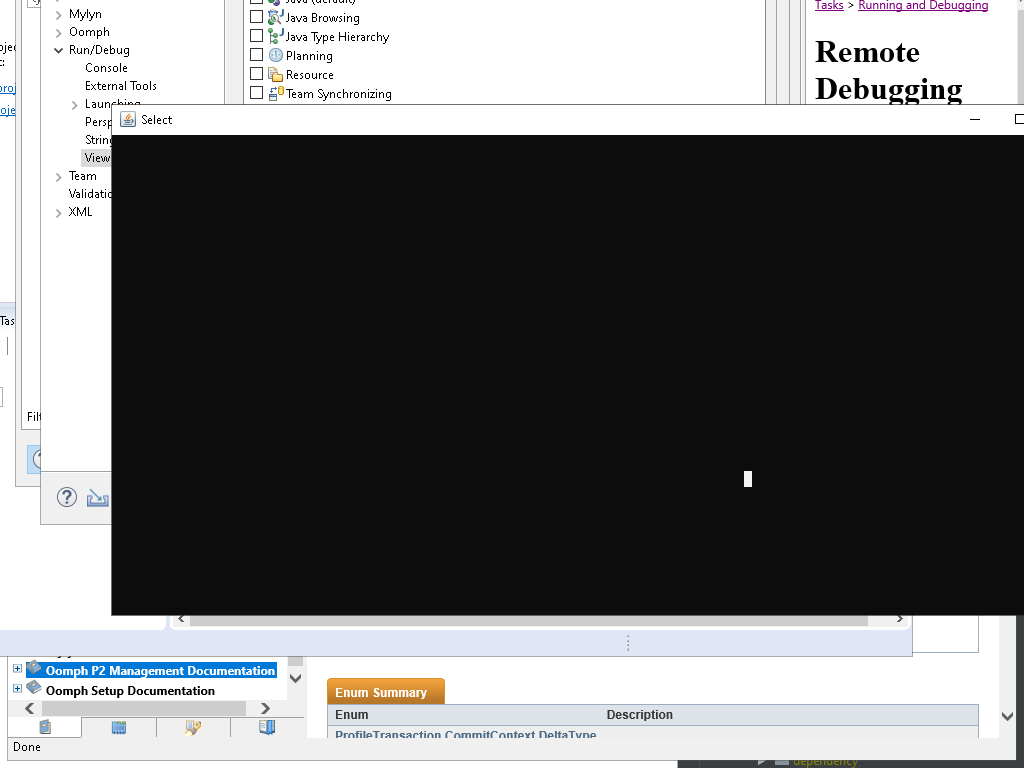 Mylyn
Oomph
Run/Debug
Console
External Tools
Launching
Persp
String
View
Team
Validatio
XML
Java Browsing
Java Type Hierarchy
Planning
Resource
Team Synchronizing
Tasks > Running and Debugging
Remote
Debugging
Select
Tas
Filt
Oomph P2 Management Documentation
Oomph Setup Documentation
Done
Enum Summary
Enum Description
ProfileTransaction.CommitContext.DeltaType
dependency